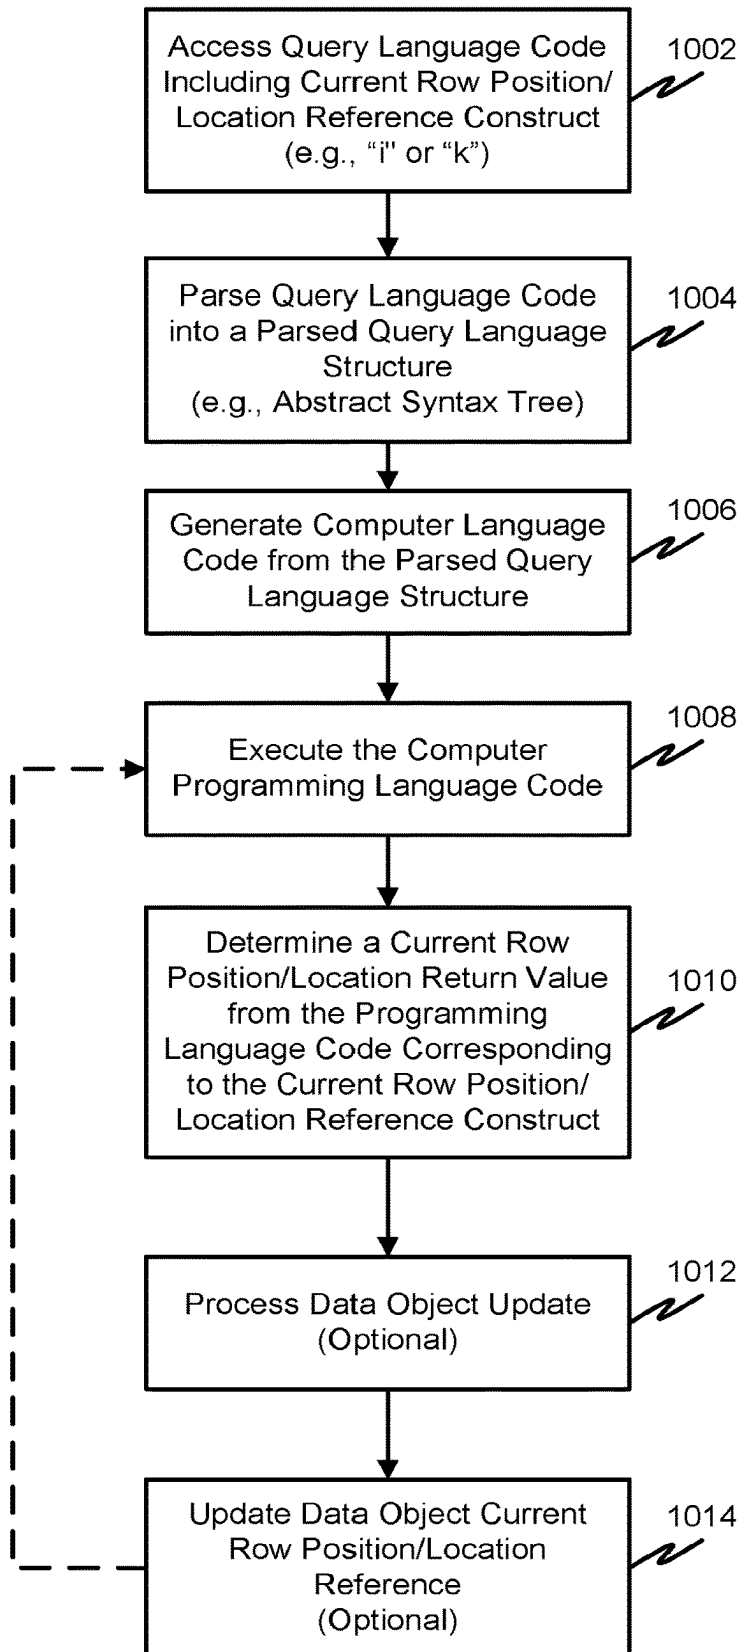 Access Query Language Code
Including Current Row Position/
Location Reference Construct
(e.g., “i" or “k”)
1002
Parse Query Language Code
into a Parsed Query Language
Structure
(e.g., Abstract Syntax Tree)
1004
Generate Computer Language
Code from the Parsed Query
Language Structure
1006
Execute the Computer
Programming Language Code
1008
Determine a Current Row
Position/Location Return Value
from the Programming
Language Code Corresponding
to the Current Row Position/
Location Reference Construct
1010
Process Data Object Update
(Optional)
1012
Update Data Object Current
Row Position/Location
Reference
(Optional)
1014